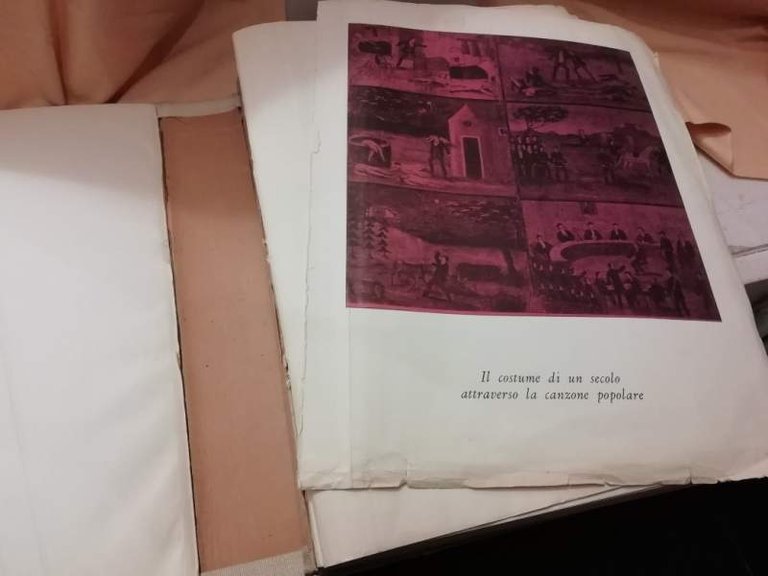 Il costume di un secolo
attraverso la canzone popolare